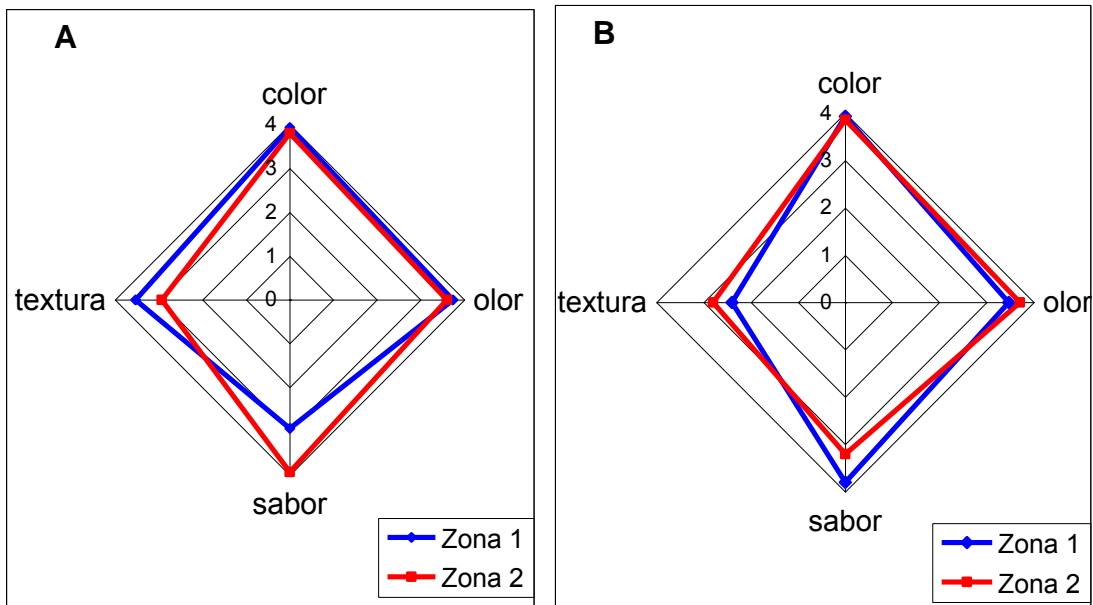 A
color
4
3
2
1
0
textura
olor
sabor
Zona 1
Zona 2
B
color
4
3
2
1
0
textura
olor
sabor
Zona 1
Zona 2